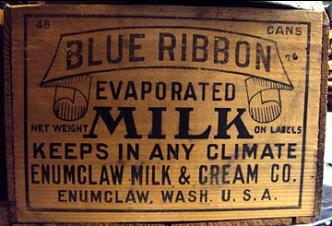 48 CANS
BLUE RIBBON
EVAPORATED
NET WEIGHT MILK ON LABELS
KEEPS IN ANY CLIMATE
ENUMCLAW MILK & CREAM CO.
ENUMCLAW, WASH. U.S.A.